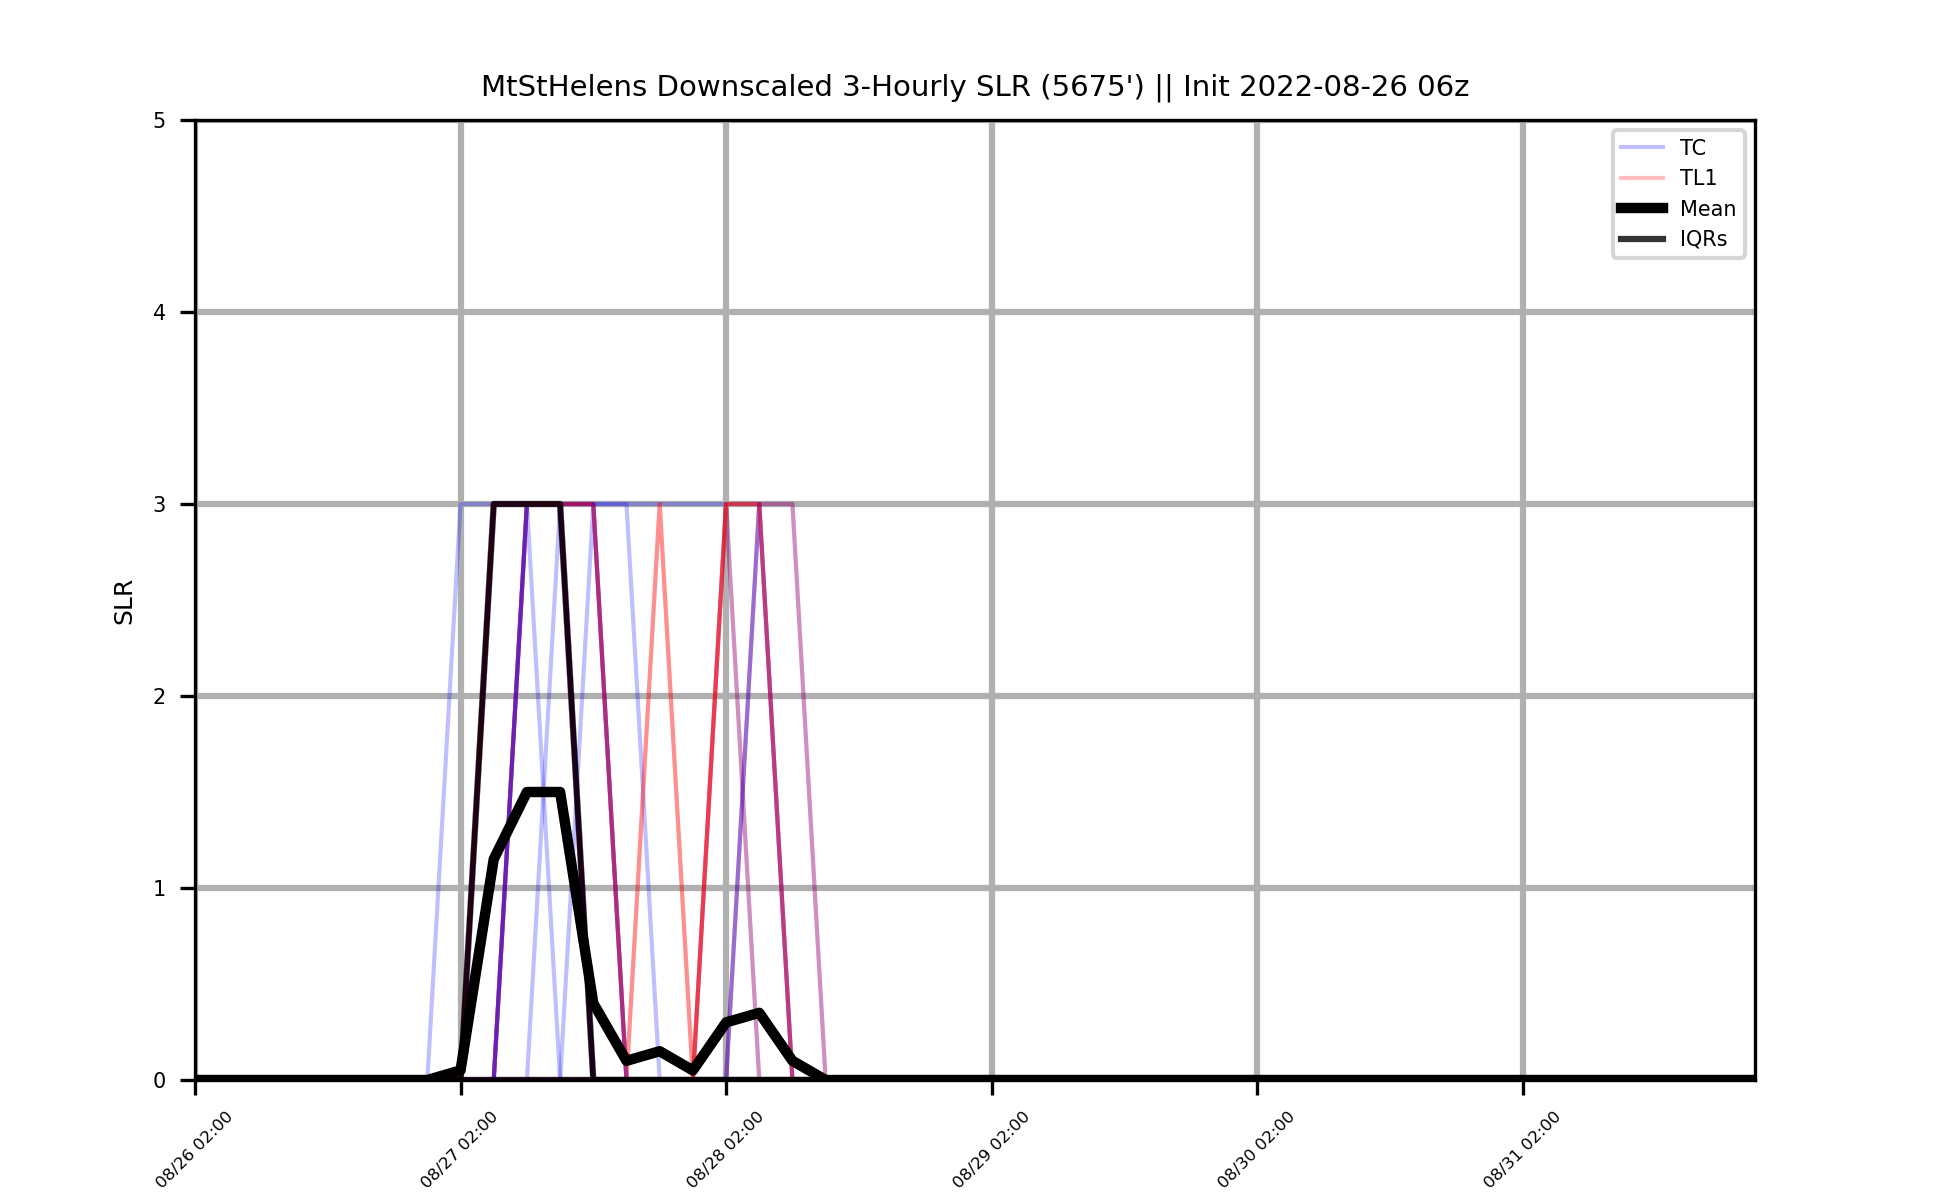 MtStHelens Downscaled 3-Hourly SLR (5675') || Init 2022-08-26 06z
5
4
3
2
1
0
SLR
TC
TL1
Mean
IQRs
08/26 02:00
08/27 02:00
08/28 02:00
08/29 02:00
08/30 02:00
08/31 02:00